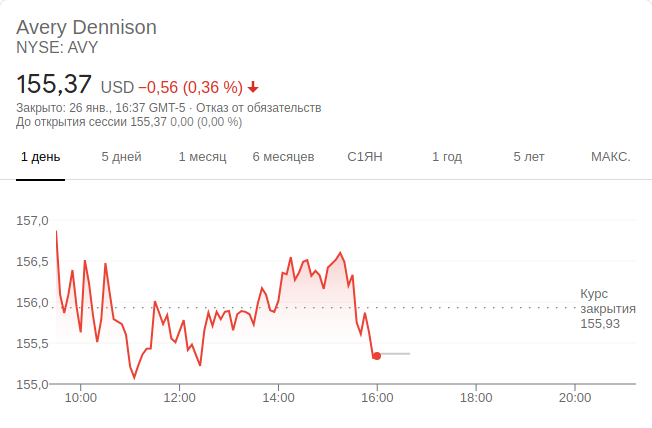 Avery Dennison
NYSE: AVY
155,37 USD −0,56 (0,36 %)
Закрыто: 26 янв., 16:37 GMT-5 · Отказ от обязательств
До открытия сессии 155,37 0,00 (0,00 %)
1 день 5 дней 1 месяц 6 месяцев С1ЯН 1 год 5 лет МАКС.
157,0
156,5
156,0
155,5
155,0
Курс
закрытия
155,93
10:00 12:00 14:00 16:00 18:00 20:00